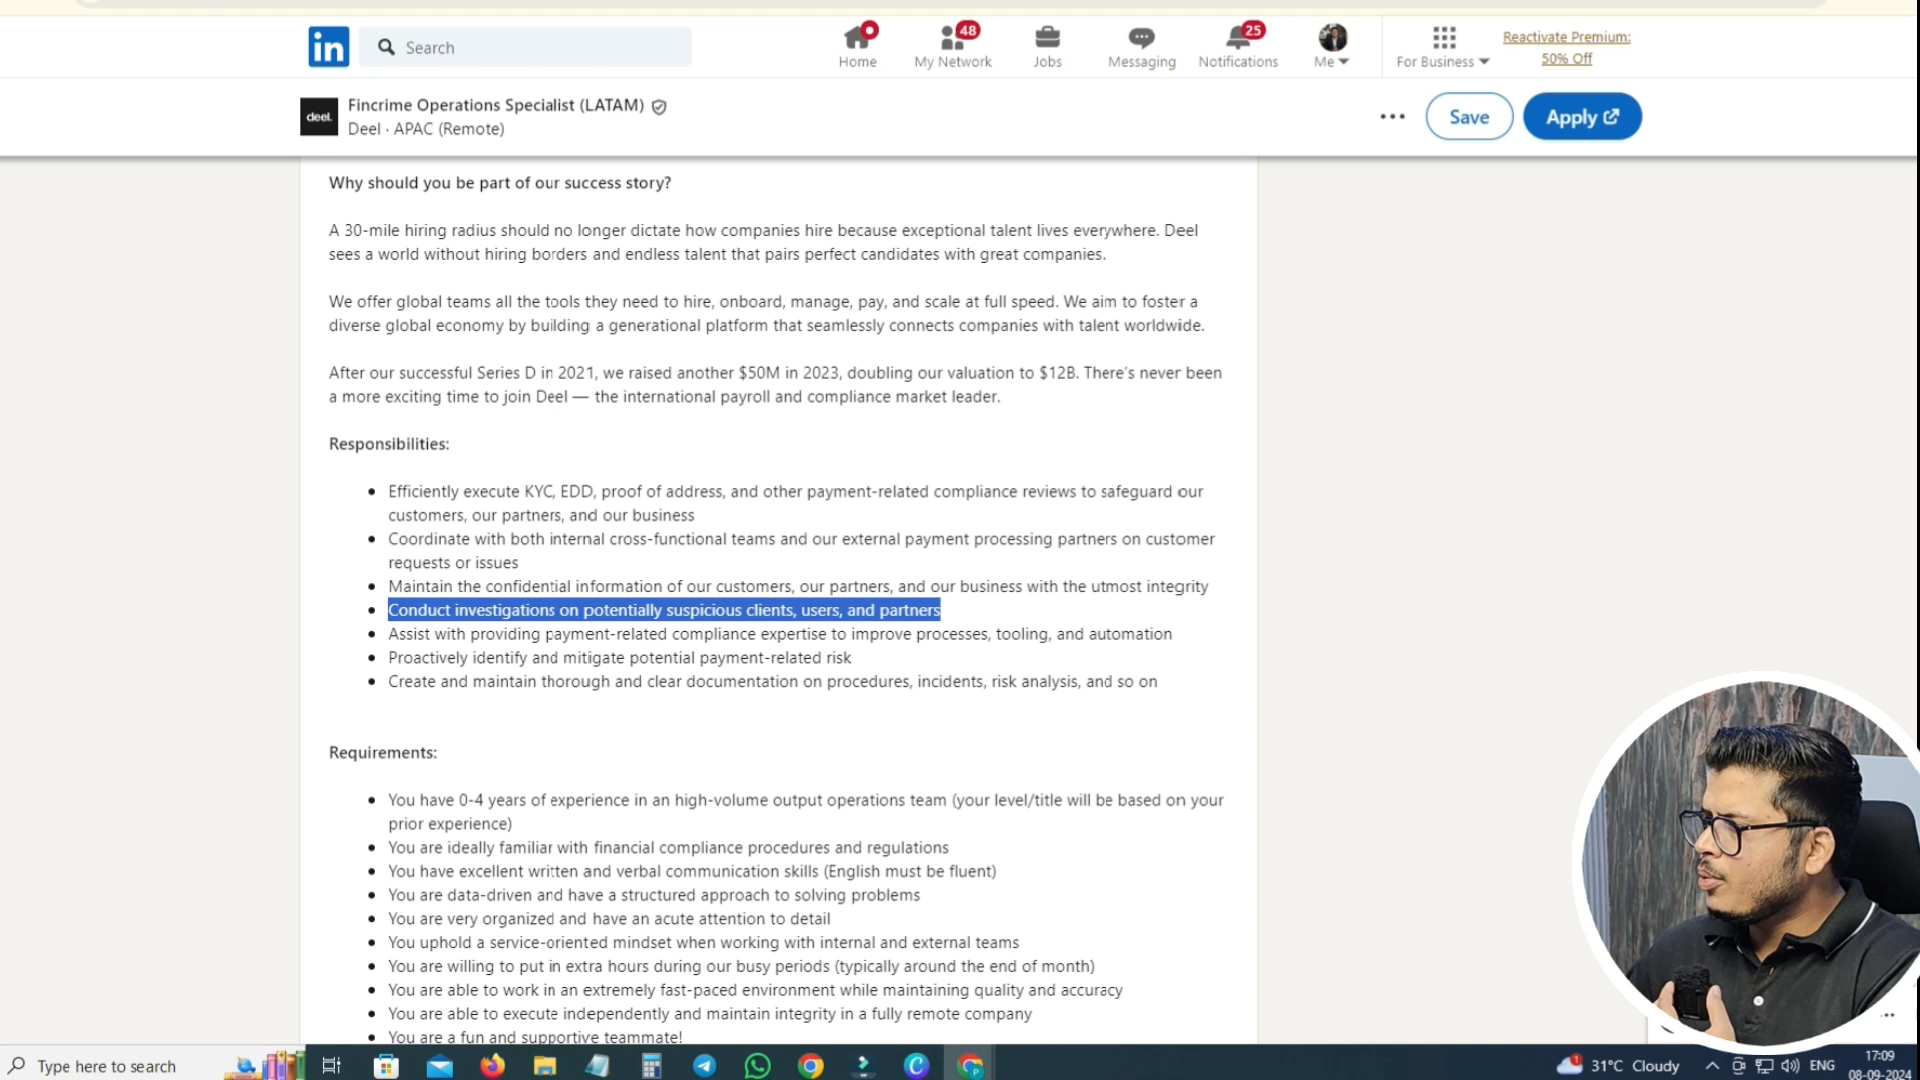 in
Search
Home
48
My Network
Jobs
Messaging
25
Notifications
Me
For Business
Reactivate Premium:
50% Off
deel.
Fincrime Operations Specialist (LATAM)
Deel · APAC (Remote)
Save
Apply
Why should you be part of our success story?
A 30-mile hiring radius should no longer dictate how companies hire because exceptional talent lives everywhere. Deel
sees a world without hiring borders and endless talent that pairs perfect candidates with great companies.
We offer global teams all the tools they need to hire, onboard, manage, pay, and scale at full speed. We aim to foster a
diverse global economy by building a generational platform that seamlessly connects companies with talent worldwide.
After our successful Series D in 2021, we raised another $50M in 2023, doubling our valuation to $12B. There's never been
a more exciting time to join Deel — the international payroll and compliance market leader.
Responsibilities:
• Efficiently execute KYC, EDD, proof of address, and other payment-related compliance reviews to safeguard our
customers, our partners, and our business
• Coordinate with both internal cross-functional teams and our external payment processing partners on customer
requests or issues
• Maintain the confidential information of our customers, our partners, and our business with the utmost integrity
• Conduct investigations on potentially suspicious clients, users, and partners
• Assist with providing payment-related compliance expertise to improve processes, tooling, and automation
• Proactively identify and mitigate potential payment-related risk
• Create and maintain thorough and clear documentation on procedures, incidents, risk analysis, and so on
Requirements:
• You have 0-4 years of experience in an high-volume output operations team (your level/title will be based on your
prior experience)
• You are ideally familiar with financial compliance procedures and regulations
• You have excellent written and verbal communication skills (English must be fluent)
• You are data-driven and have a structured approach to solving problems
• You are very organized and have an acute attention to detail
• You uphold a service-oriented mindset when working with internal and external teams
• You are willing to put in extra hours during our busy periods (typically around the end of month)
• You are able to work in an extremely fast-paced environment while maintaining quality and accuracy
• You are able to execute independently and maintain integrity in a fully remote company
• You are a fun and supportive teammate!
Type here to search
1
31°C Cloudy
ENG
17:09
08-09-2024